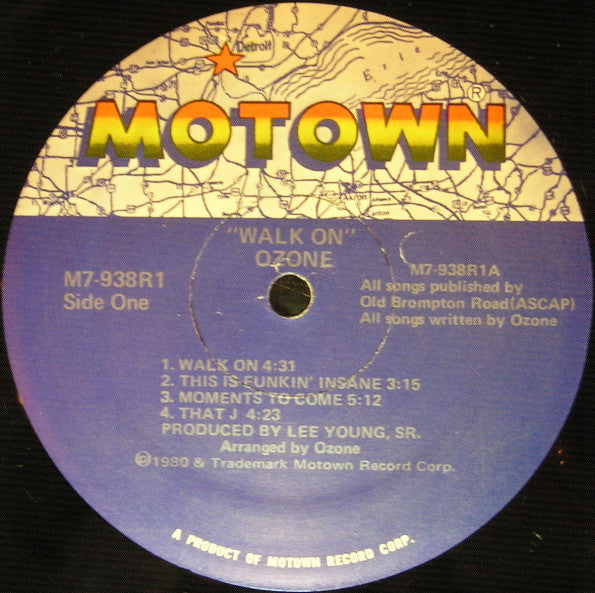 Detroit
Erie
MOTOWN®
"WALK ON"
OZONE
M7-938R1
Side One
M7-938R1A
All songs published by
Old Brompton Road(ASCAP)
All songs written by Ozone
1. WALK ON 4:31
2. THIS IS FUNKIN' INSANE 3:15
3. MOMENTS TO COME 5:12
4. THAT J 4:23
PRODUCED BY LEE YOUNG, SR.
Arranged by Ozone
℗1980 & Trademark Motown Record Corp.
A PRODUCT OF MOTOWN RECORD CORP.